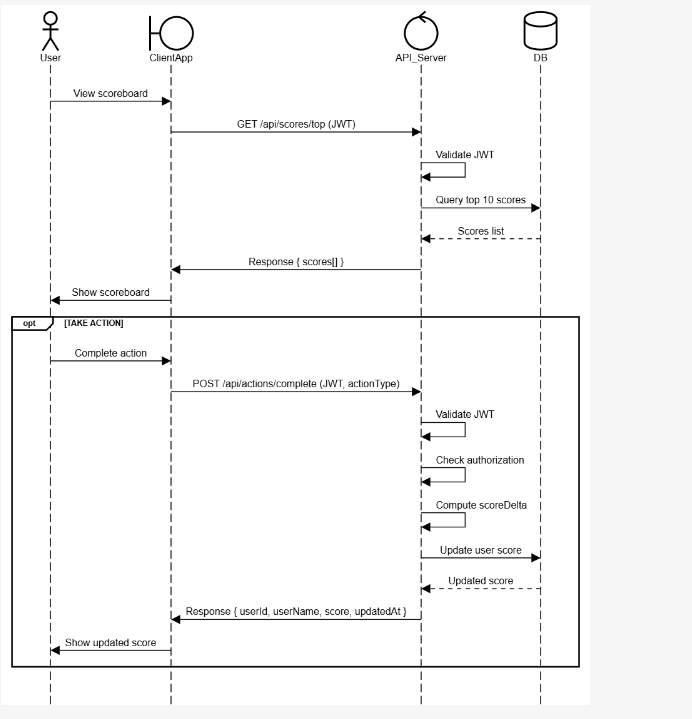 User
ClientApp
API_Server
DB
View scoreboard
GET /api/scores/top (JWT)
Validate JWT
Query top 10 scores
Scores list
Response { scores[] }
Show scoreboard
opt
[TAKE ACTION]
Complete action
POST /api/actions/complete (JWT, actionType)
Validate JWT
Check authorization
Compute scoreDelta
Update user score
Updated score
Response { userId, userName, score, updatedAt }
Show updated score